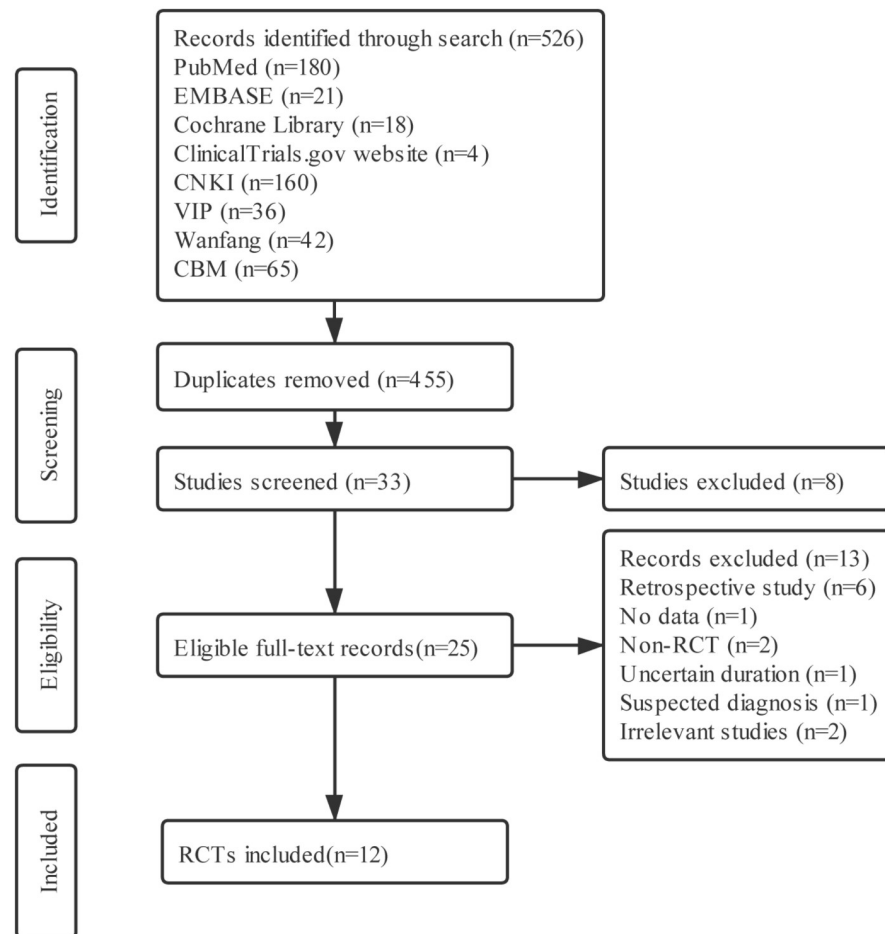 Identification
Records identified through search (n=526)
PubMed (n=180)
EMBASE (n=21)
Cochrane Library (n=18)
ClinicalTrials.gov website (n=4)
CNKI (n=160)
VIP (n=36)
Wanfang (n=42)
CBM (n=65)
Screening
Duplicates removed (n=455)
Studies screened (n=33)
Studies excluded (n=8)
Eligibility
Eligible full-text records(n=25)
Records excluded (n=13)
Retrospective study (n=6)
No data (n=1)
Non-RCT (n=2)
Uncertain duration (n=1)
Suspected diagnosis (n=1)
Irrelevant studies (n=2)
Included
RCTs included(n=12)